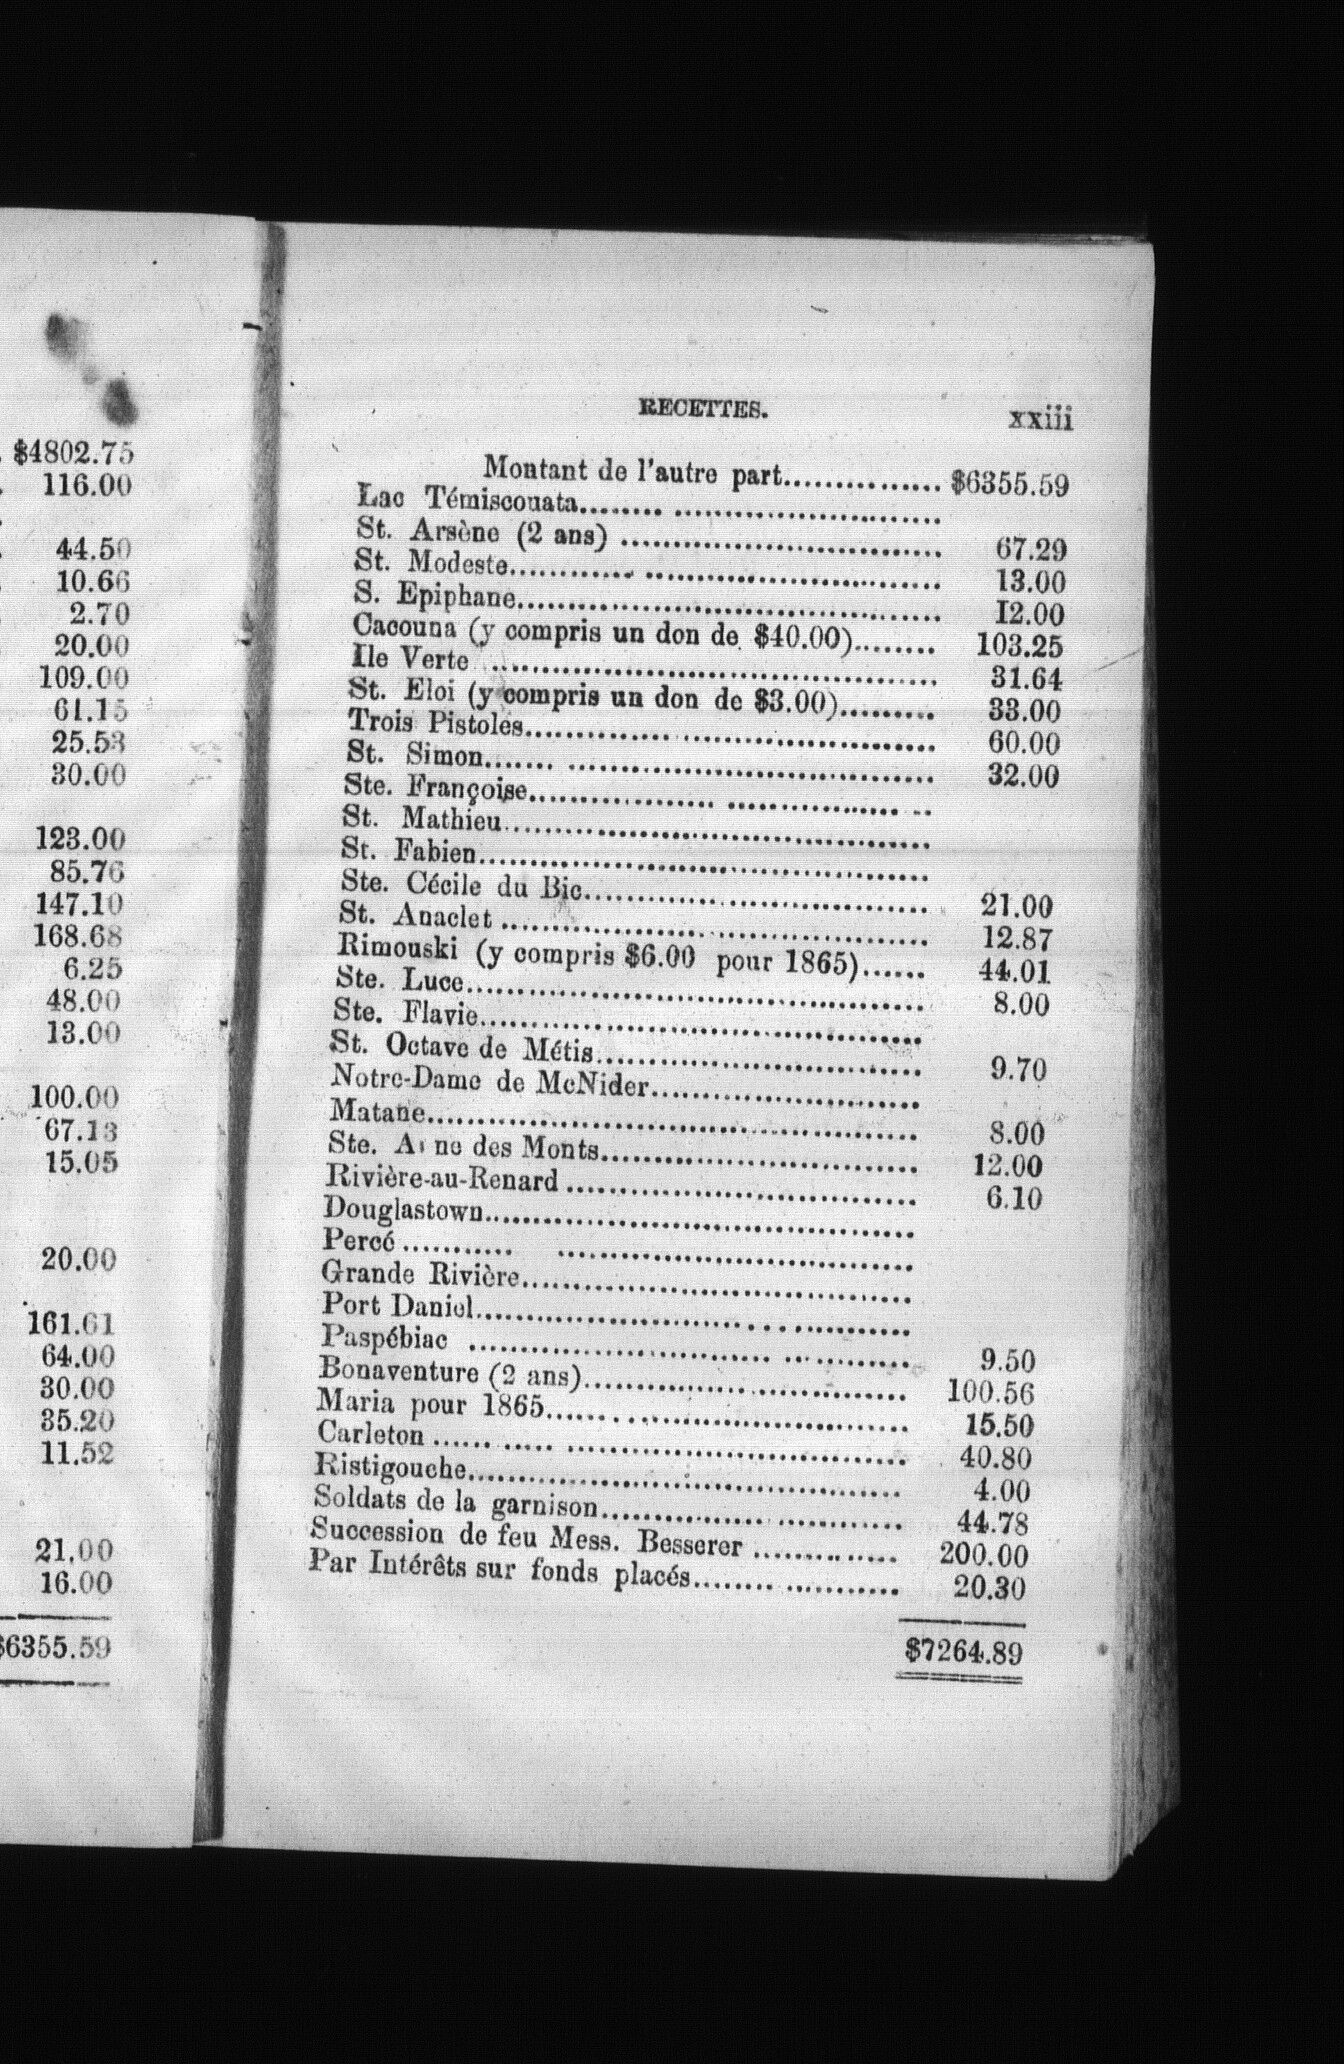 $4802.75
116.00
44.50
10.66
2.70
20.00
109.00
61.15
25.53
30.00
123.00
85.76
147.10
168.68
6.25
48.00
13.00
100.00
67.13
15.05
20.00
161.61
64.00
30.00
35.20
11.52
21.00
16.00
$6355.59
RECETTES. xxiii
Montant de l'autre part............... $6355.59
Lac Témiscouata.................................
St. Arsène (2 ans) .............................. 67.29
St. Modeste....................................... 13.00
S. Epiphane....................................... 12.00
Cacouna (y compris un don de $40.00)........ 103.25
Ile Verte .......................................... 31.64
St. Eloi (y compris un don de $3.00)......... 33.00
Trois Pistoles...................................... 60.00
St. Simon.......................................... 32.00
Ste. Françoise.....................................
St. Mathieu........................................
St. Fabien..........................................
Ste. Cécile du Bic................................ 21.00
St. Anaclet ........................................ 12.87
Rimouski (y compris $6.00 pour 1865)...... 44.01
Ste. Luce........................................... 8.00
Ste. Flavie.........................................
St. Octave de Métis.............................. 9.70
Notre-Dame de McNider.........................
Matane............................................. 8.00
Ste. A ne des Monts.............................. 12.00
Rivière-au-Renard ................................ 6.10
Douglastown.......................................
Percé ...............................................
Grande Rivière....................................
Port Daniel........................................
Paspébiac .......................................... 9.50
Bonaventure (2 ans).............................. 100.56
Maria pour 1865................................... 15.50
Carleton ............................................ 40.80
Ristigouche........................................ 4.00
Soldats de la garnison............................ 44.78
Succession de feu Mess. Besserer .............. 200.00
Par Intérêts sur fonds placés.................... 20.30
$7264.89